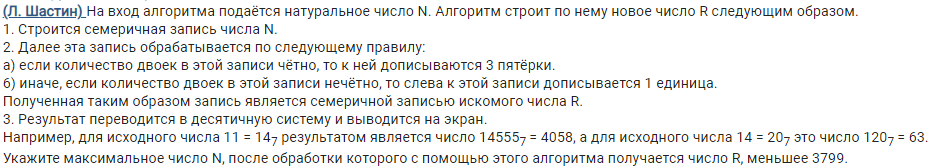 (Л. Шастин) На вход алгоритма подаётся натуральное число N. Алгоритм строит по нему новое число R следующим образом.
1. Строится семеричная запись числа N.
2. Далее эта запись обрабатывается по следующему правилу:
а) если количество двоек в этой записи чётно, то к ней дописываются 3 пятёрки.
б) иначе, если количество двоек в этой записи нечётно, то слева к этой записи дописывается 1 единица.
Полученная таким образом запись является семеричной записью искомого числа R.
3. Результат переводится в десятичную систему и выводится на экран.
Например, для исходного числа 11 = 14₇ результатом является число 14555₇ = 4058, а для исходного числа 14 = 20₇ это число 120₇ = 63.
Укажите максимальное число N, после обработки которого с помощью этого алгоритма получается число R, меньшее 3799.